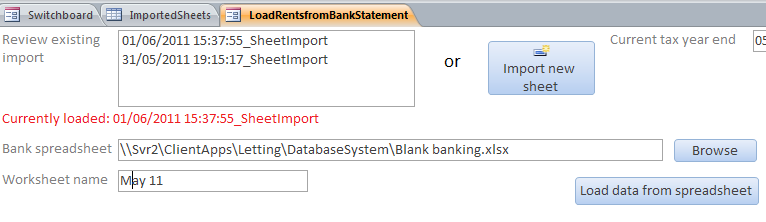 Switchboard ImportedSheets LoadRentsfromBankStatement
Review existing import
01/06/2011 15:37:55_SheetImport
31/05/2011 19:15:17_SheetImport
or
Import new sheet
Current tax year end 05
Currently loaded: 01/06/2011 15:37:55_SheetImport
Bank spreadsheet \\Svr2\ClientApps\Letting\DatabaseSystem\Blank banking.xlsx Browse
Worksheet name May 11
Load data from spreadsheet